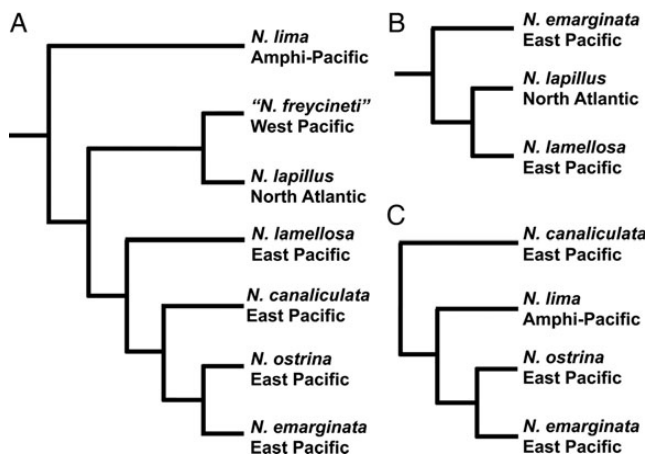 A
N. lima
Amphi-Pacific
“N. freycineti”
West Pacific
N. lapillus
North Atlantic
N. lamellosa
East Pacific
N. canaliculata
East Pacific
N. ostrina
East Pacific
N. emarginata
East Pacific
B
N. emarginata
East Pacific
N. lapillus
North Atlantic
N. lamellosa
East Pacific
C
N. canaliculata
East Pacific
N. lima
Amphi-Pacific
N. ostrina
East Pacific
N. emarginata
East Pacific